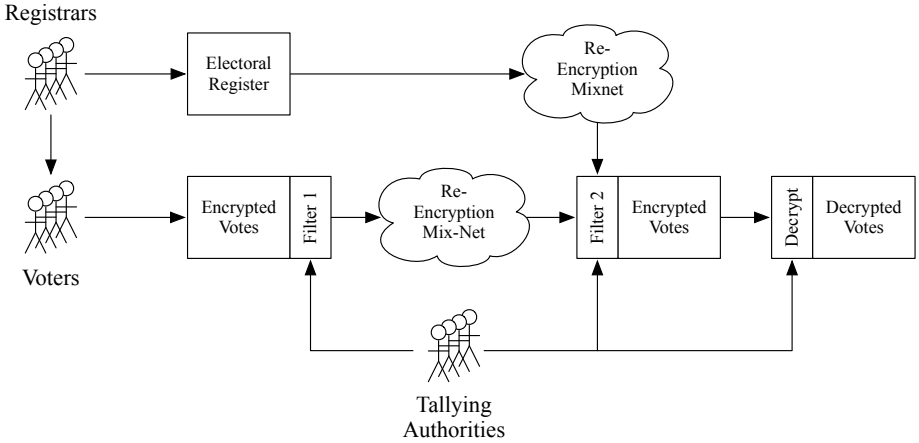 Registrars
Electoral
Register
Re-
Encryption
Mixnet
Encrypted
Votes
Filter 1
Re-
Encryption
Mix-Net
Filter 2
Encrypted
Votes
Decrypt
Decrypted
Votes
Voters
Tallying
Authorities